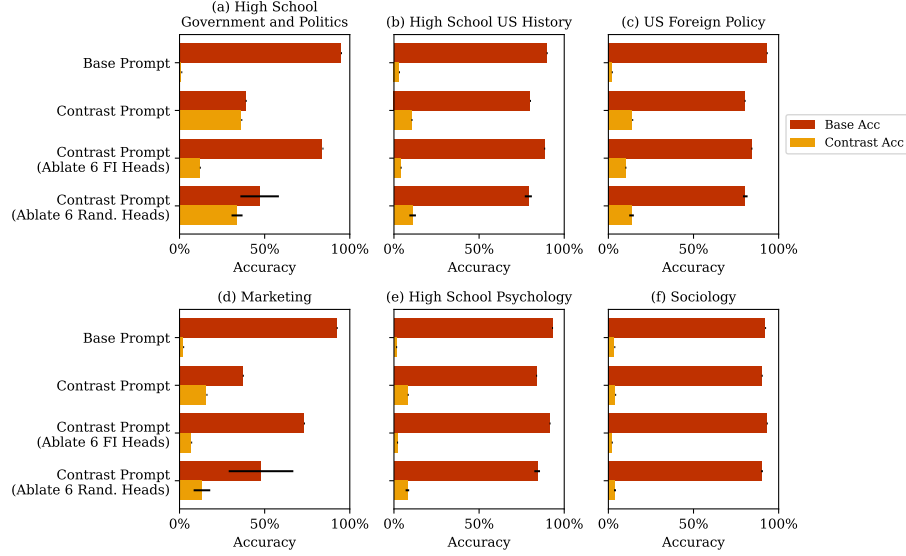 (a) High School
Government and Politics
(b) High School US History
(c) US Foreign Policy
Base Prompt
Contrast Prompt
Contrast Prompt
(Ablate 6 FI Heads)
Contrast Prompt
(Ablate 6 Rand. Heads)
0% 50% 100%
0% 50% 100%
0% 50% 100%
Accuracy
Accuracy
Accuracy
Base Acc
Contrast Acc
(d) Marketing
(e) High School Psychology
(f) Sociology
Base Prompt
Contrast Prompt
Contrast Prompt
(Ablate 6 FI Heads)
Contrast Prompt
(Ablate 6 Rand. Heads)
0% 50% 100%
0% 50% 100%
0% 50% 100%
Accuracy
Accuracy
Accuracy